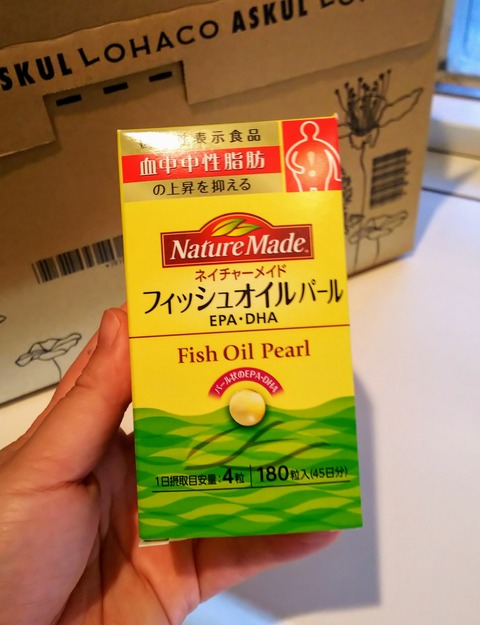 ASKUL LOHACO ASKUL LO
表示食品
血中中性脂肪
の上昇を抑える
Nature Made
ネイチャーメイド
フィッシュオイルパール
EPA・DHA
Fish Oil Pearl
パール状のEPA・DHA
1日摂取目安量:4粒 180粒入(45日分)